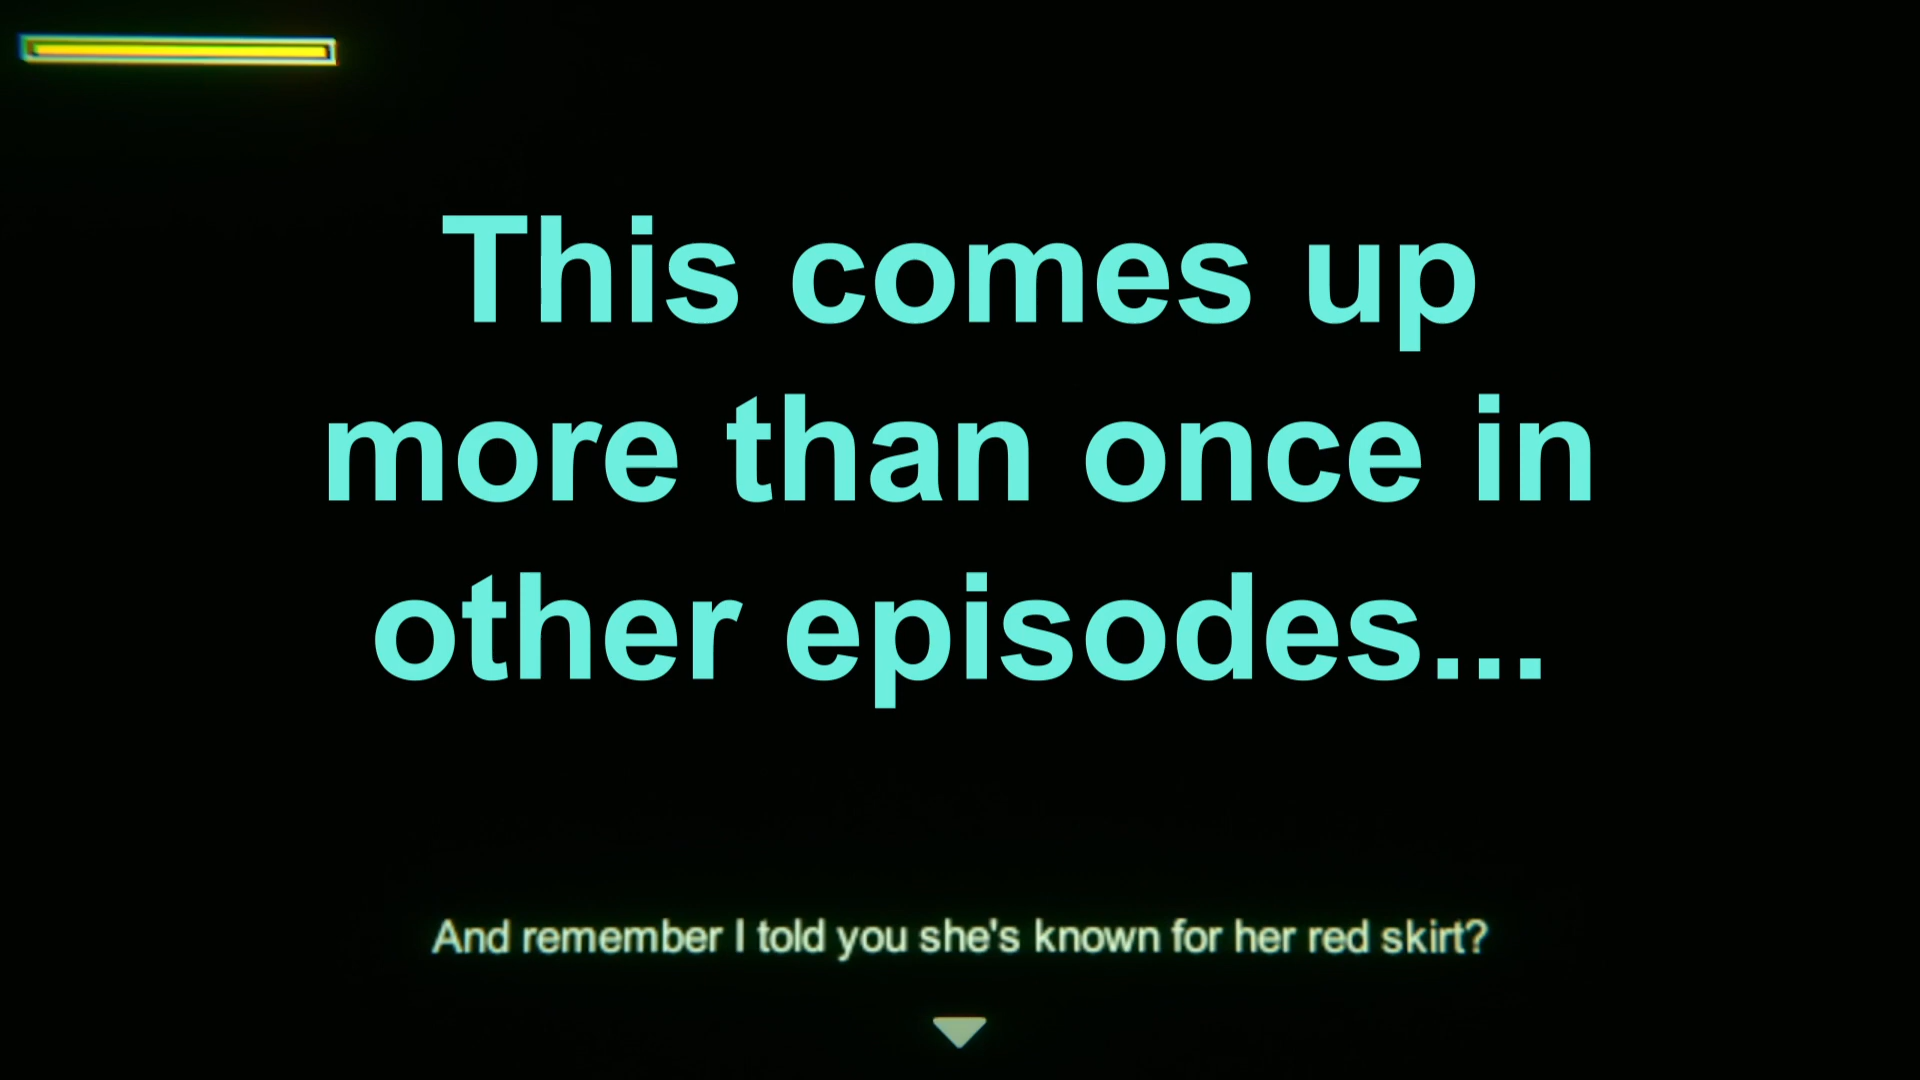 This comes up
more than once in
other episodes...
And remember I told you she's known for her red skirt?